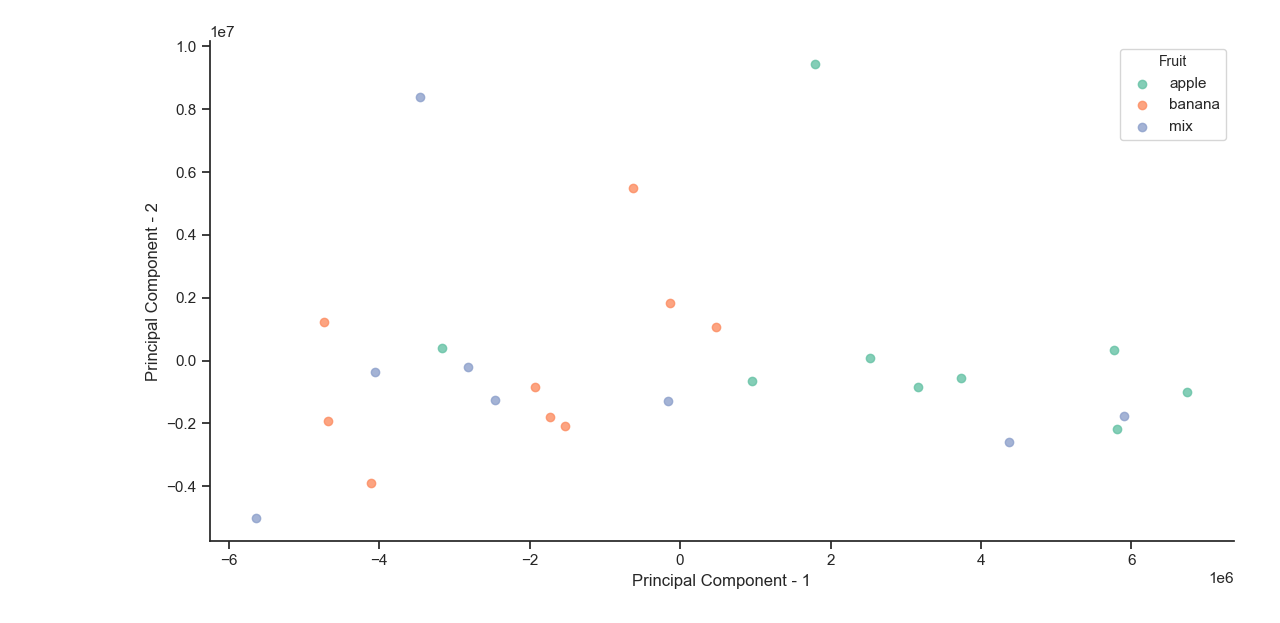 1e7
1.0
0.8
0.6
0.4
0.2
0.0
−0.2
−0.4
Principal Component - 2
Fruit
apple
banana
mix
−6 −4 −2 0 2 4 6
Principal Component - 1
1e6